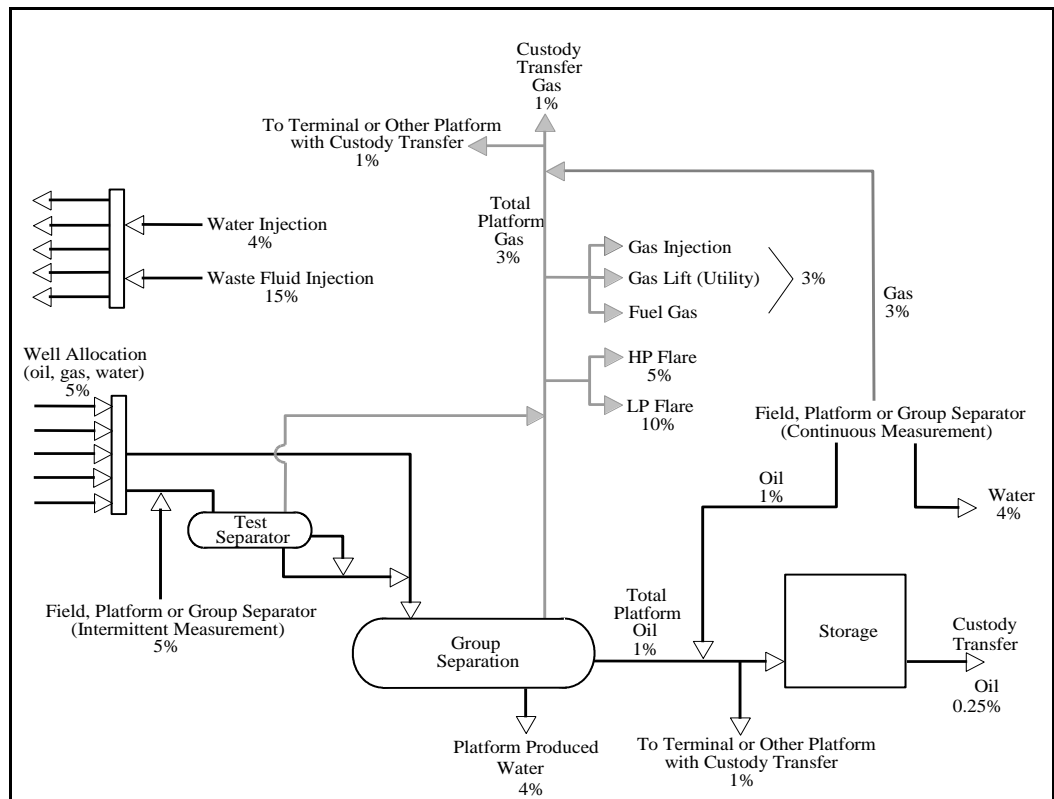 Custody
Transfer
Gas
1%
To Terminal or Other Platform
with Custody Transfer
1%
Total
Platform
Gas
3%
Water Injection
4%
Waste Fluid Injection
15%
Gas Injection
Gas Lift (Utility)
Fuel Gas
3%
Gas
3%
HP Flare
5%
LP Flare
10%
Well Allocation
(oil, gas, water)
5%
Field, Platform or Group Separator
(Continuous Measurement)
Oil
1%
Water
4%
Test
Separator
Field, Platform or Group Separator
(Intermittent Measurement)
5%
Group
Separation
Total
Platform
Oil
1%
Storage
Custody
Transfer
Oil
0.25%
Platform Produced
Water
4%
To Terminal or Other Platform
with Custody Transfer
1%